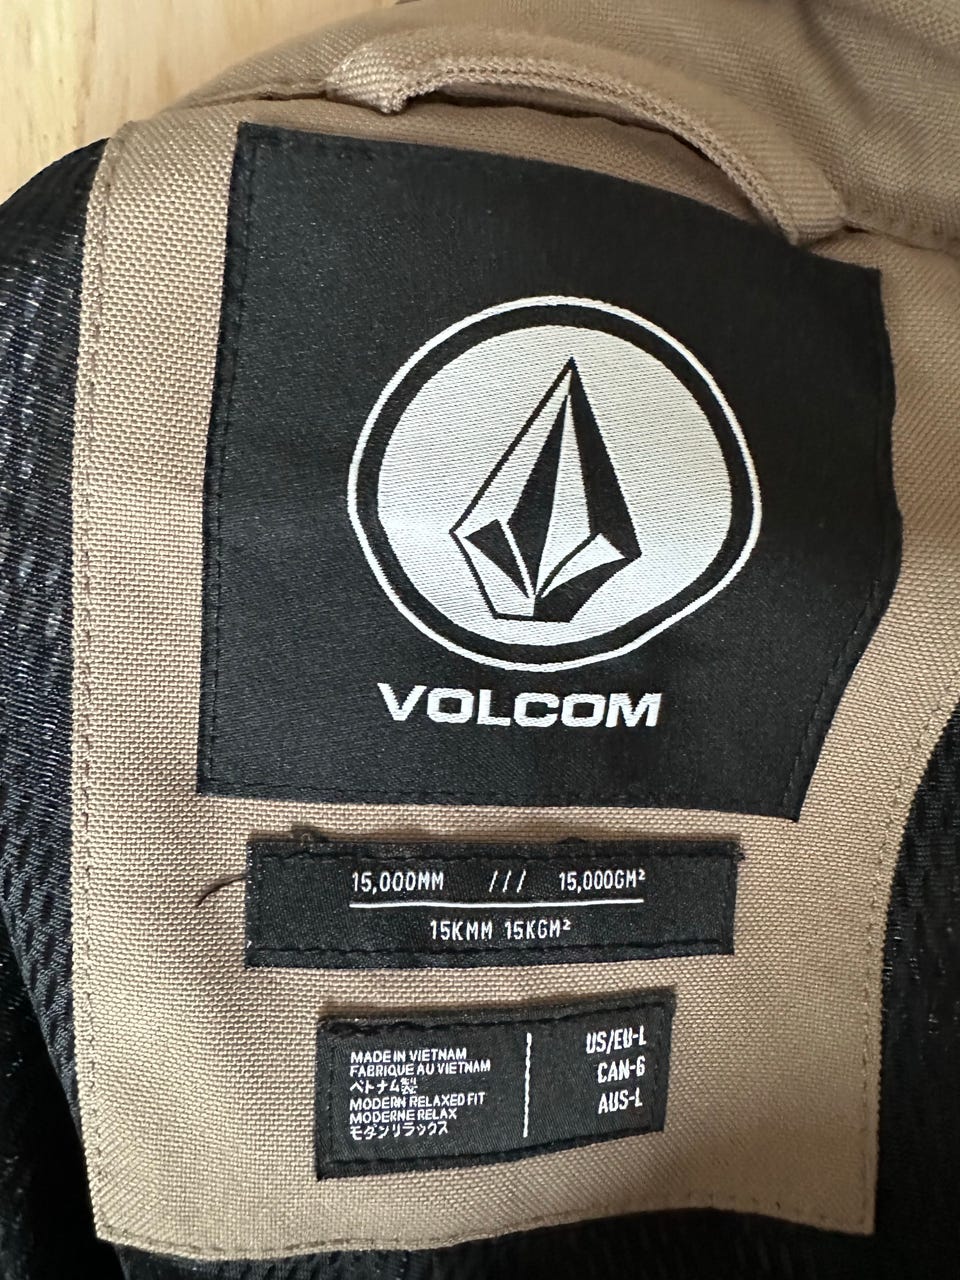 VOLCOM
15,000MM /// 15,000GM²
15KMM 15KGM²
MADE IN VIETNAM
FABRIQUE AU VIETNAM
ベトナム製
MODERN RELAXED FIT
MODERNE RELAX
モダンリラックス
US/EU-L
CAN-G
AUS-L